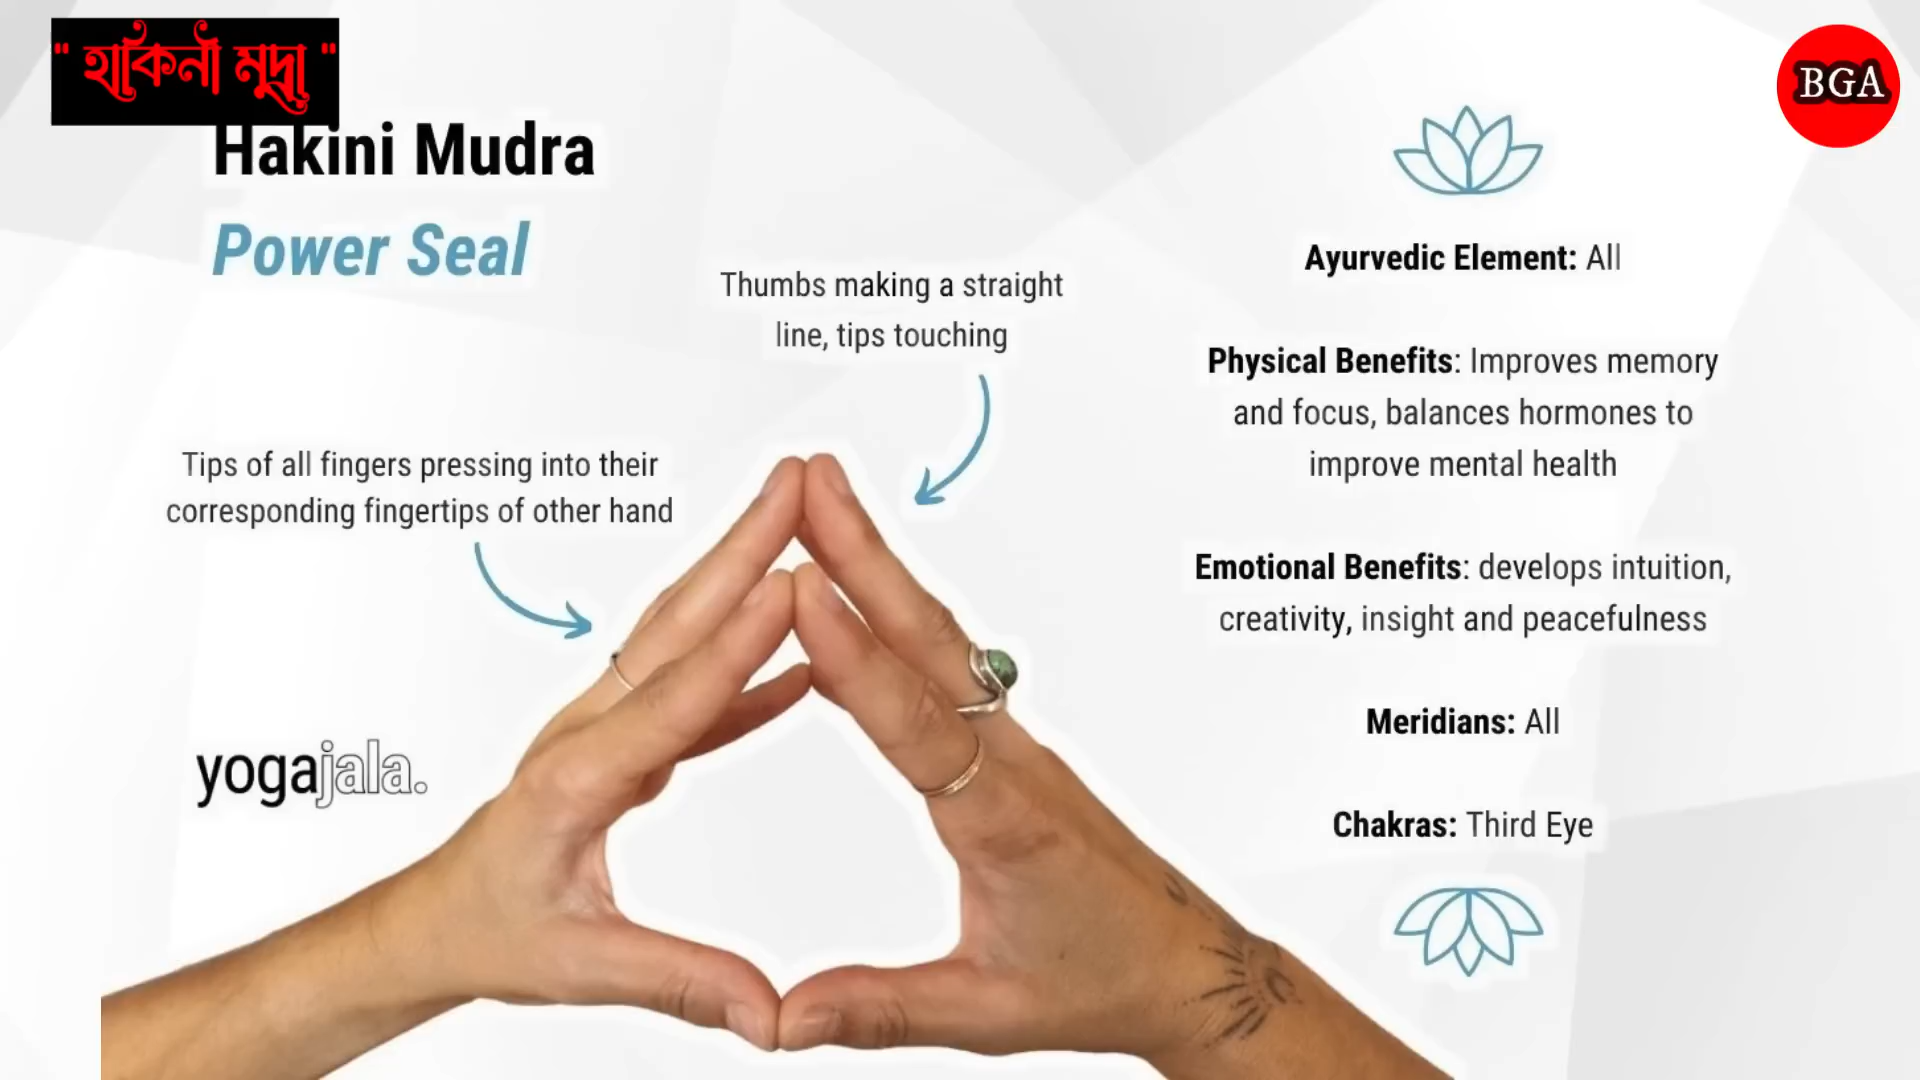 " হাকিনী মুদ্রা "
BGA
Hakini Mudra
Power Seal
Thumbs making a straight
line, tips touching
Tips of all fingers pressing into their
corresponding fingertips of other hand
yogajala.
Ayurvedic Element: All
Physical Benefits: Improves memory
and focus, balances hormones to
improve mental health
Emotional Benefits: develops intuition,
creativity, insight and peacefulness
Meridians: All
Chakras: Third Eye